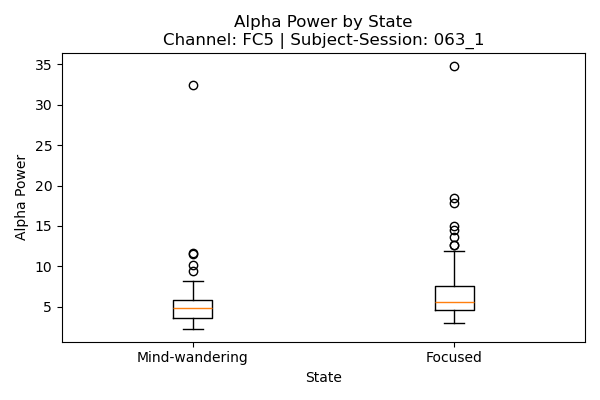 Alpha Power by State
Channel: FC5 | Subject-Session: 063_1
Alpha Power
35
30
25
20
15
10
5
Mind-wandering
Focused
State